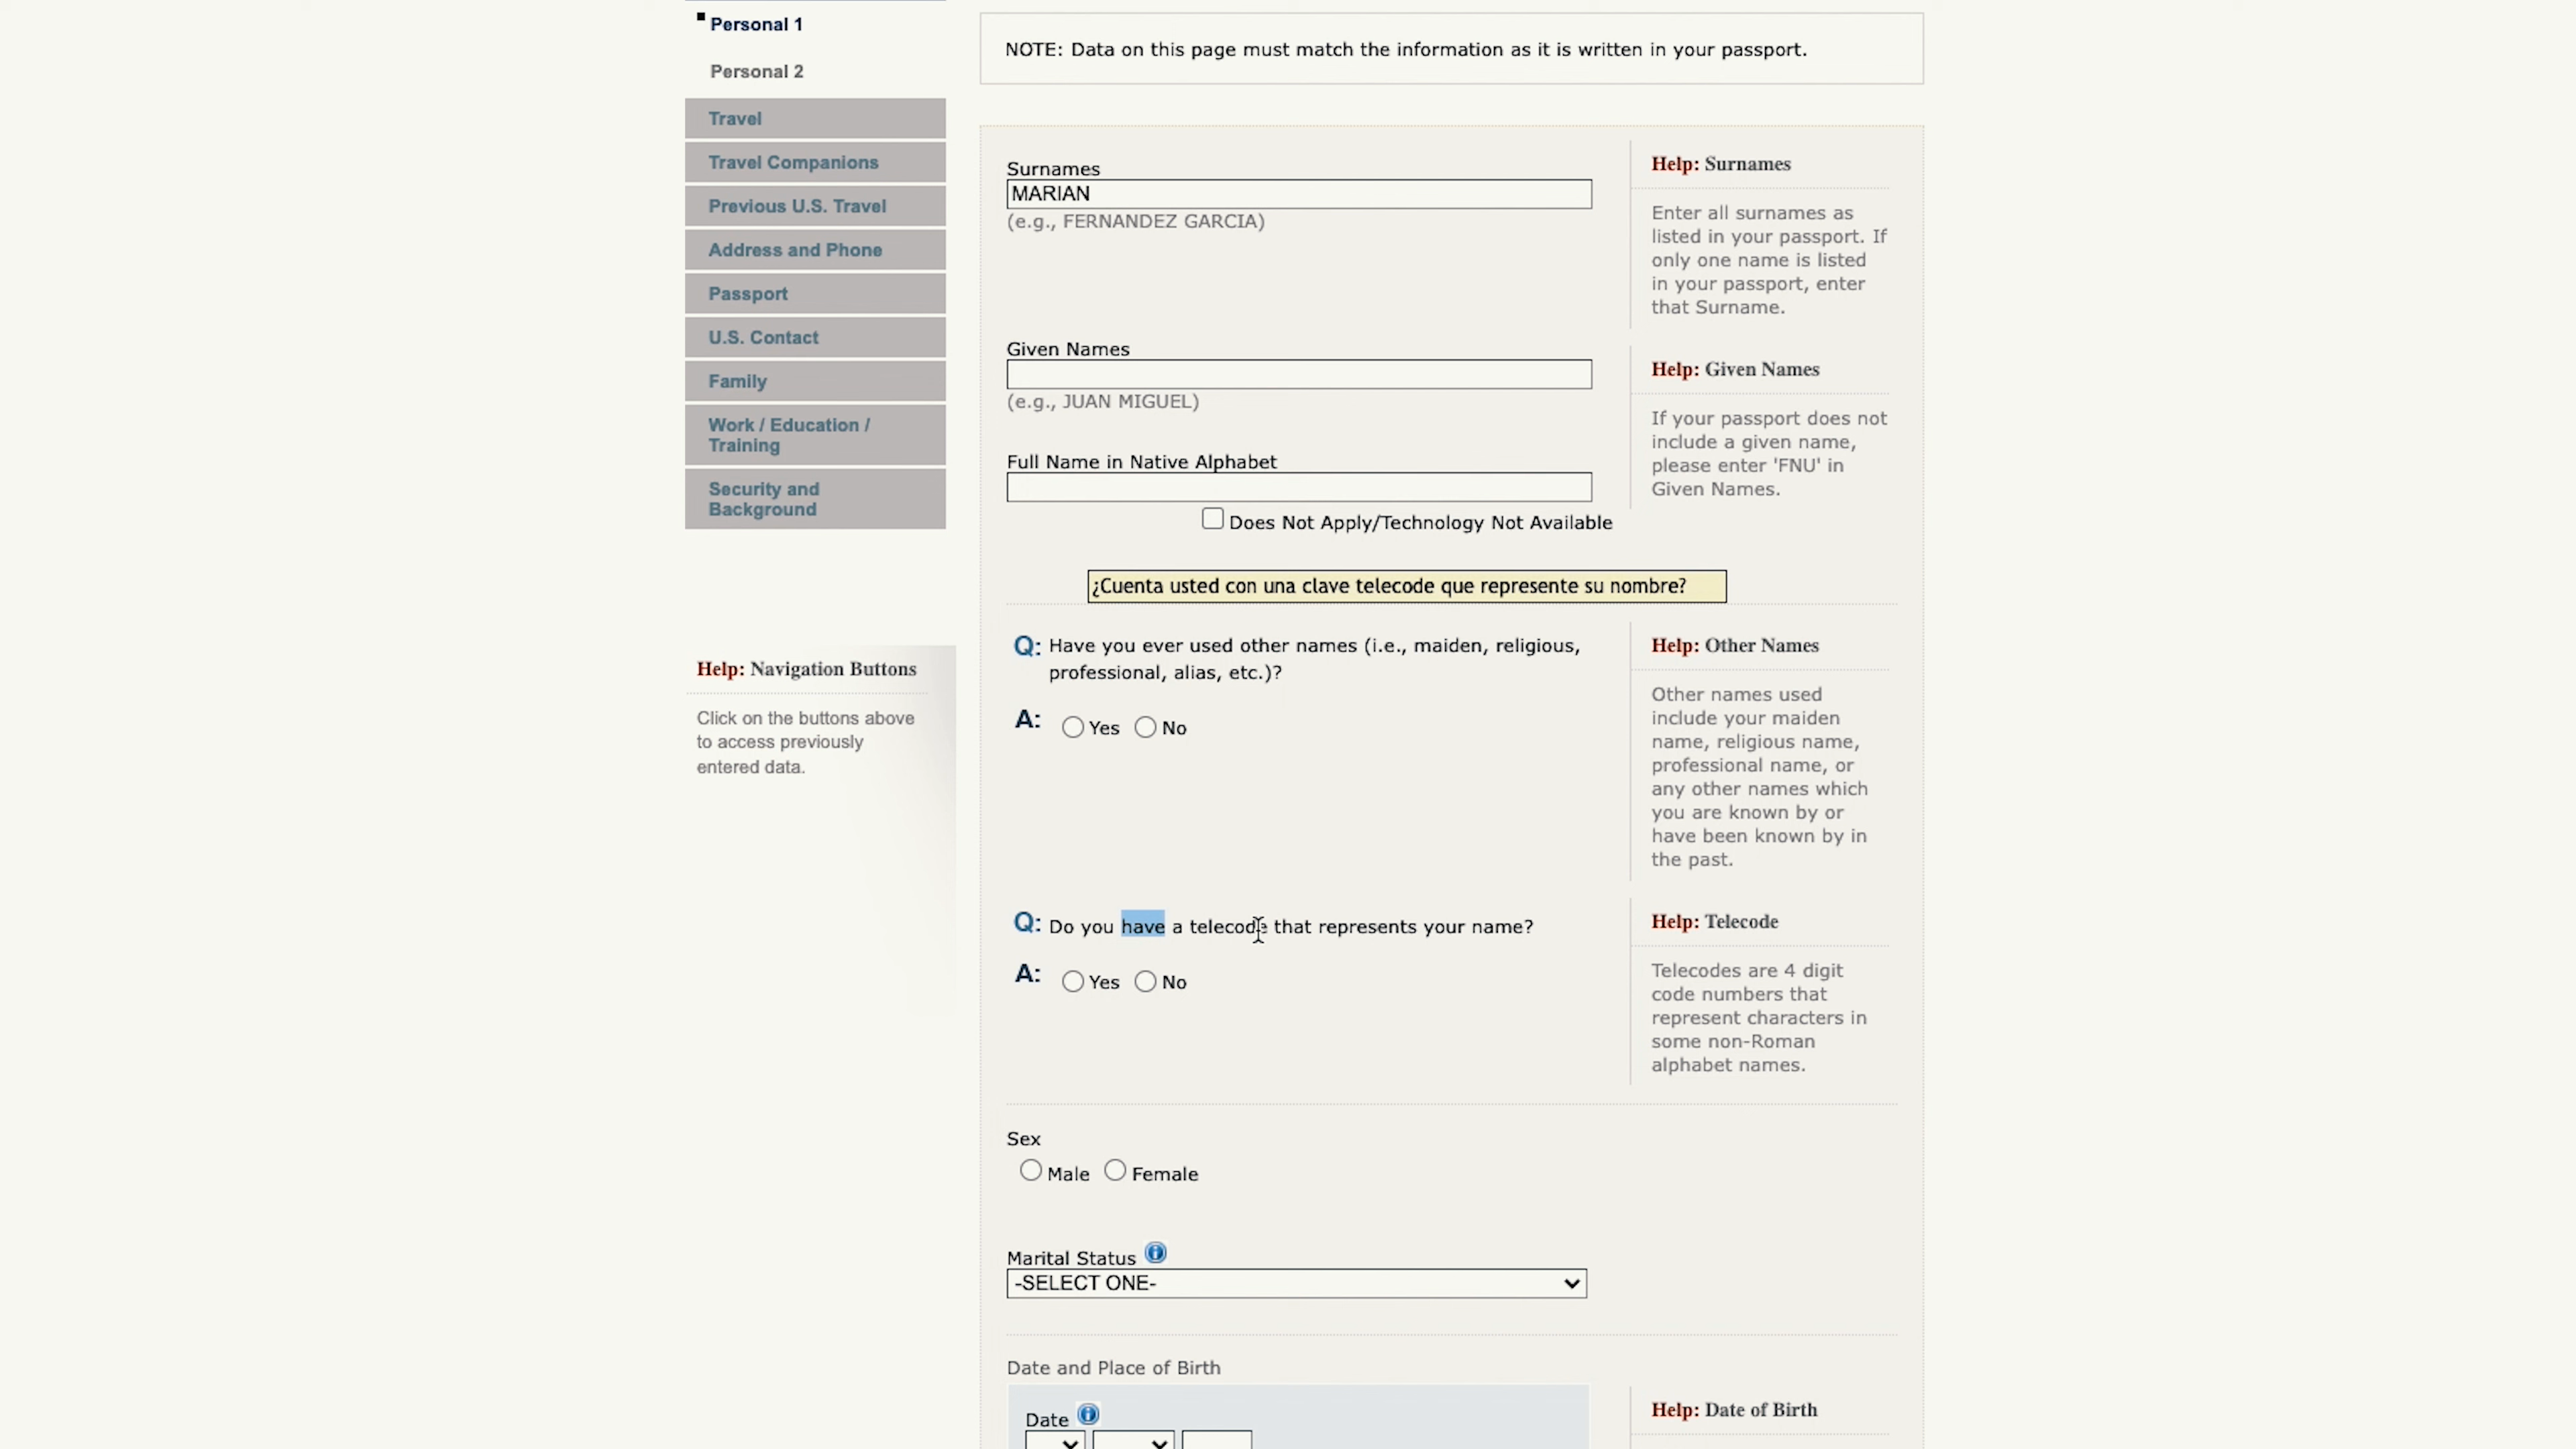 Personal 1
Personal 2
Travel
Travel Companions
Previous U.S. Travel
Address and Phone
Passport
U.S. Contact
Family
Work / Education /
Training
Security and
Background
Help: Navigation Buttons
Click on the buttons above
to access previously
entered data.
NOTE: Data on this page must match the information as it is written in your passport.
Surnames
MARIAN
(e.g., FERNANDEZ GARCIA)
Help: Surnames
Enter all surnames as
listed in your passport. If
only one name is listed
in your passport, enter
that Surname.
Given Names
(e.g., JUAN MIGUEL)
Help: Given Names
If your passport does not
include a given name,
please enter 'FNU' in
Given Names.
Full Name in Native Alphabet
Does Not Apply/Technology Not Available
¿Cuenta usted con una clave telecode que represente su nombre?
Q: Have you ever used other names (i.e., maiden, religious,
professional, alias, etc.)?
A: Yes No
Help: Other Names
Other names used
include your maiden
name, religious name,
professional name, or
any other names which
you are known by or
have been known by in
the past.
Q: Do you have a telecode that represents your name?
A: Yes No
Help: Telecode
Telecodes are 4 digit
code numbers that
represent characters in
some non-Roman
alphabet names.
Sex
Male Female
Marital Status
-SELECT ONE-
Date and Place of Birth
Date
Help: Date of Birth